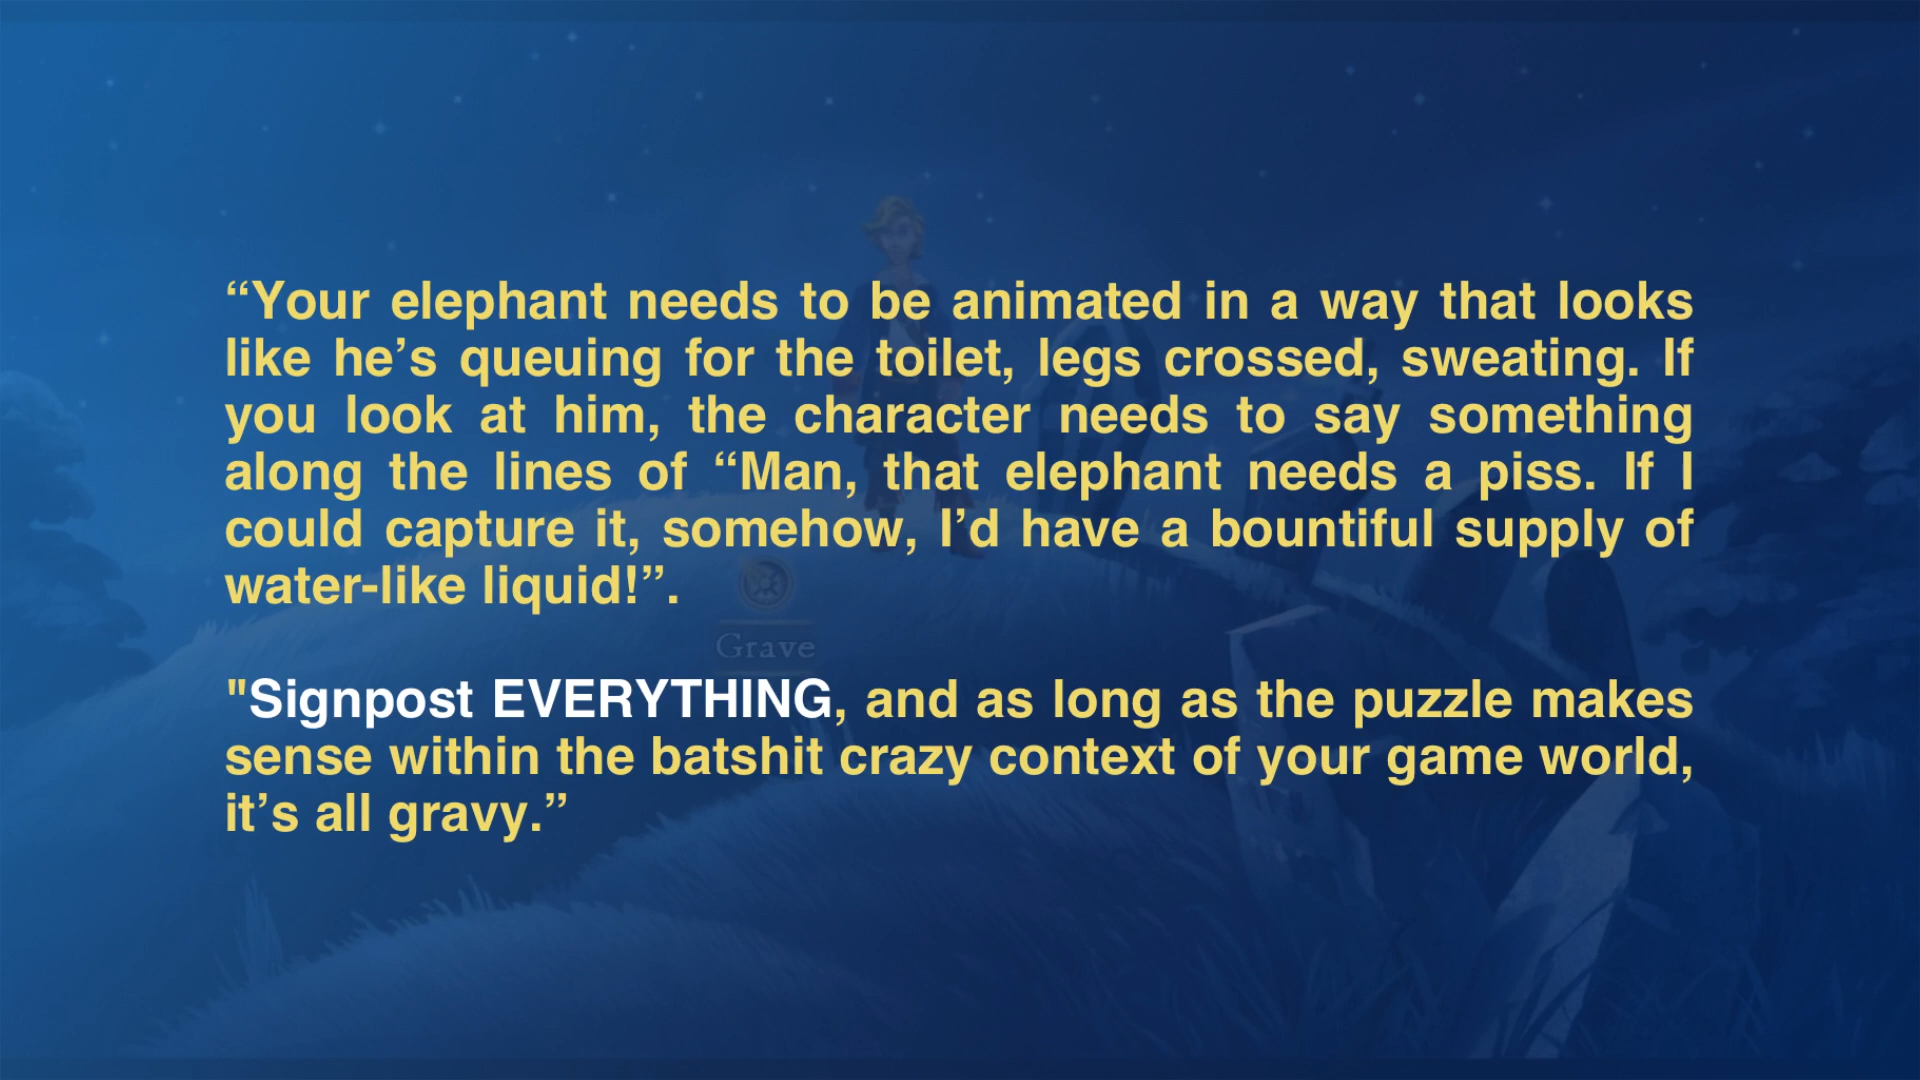 “Your elephant needs to be animated in a way that looks
like he’s queuing for the toilet, legs crossed, sweating. If
you look at him, the character needs to say something
along the lines of “Man, that elephant needs a piss. If I
could capture it, somehow, I’d have a bountiful supply of
water-like liquid!”.
Grave
"Signpost EVERYTHING, and as long as the puzzle makes
sense within the batshit crazy context of your game world,
it’s all gravy.”